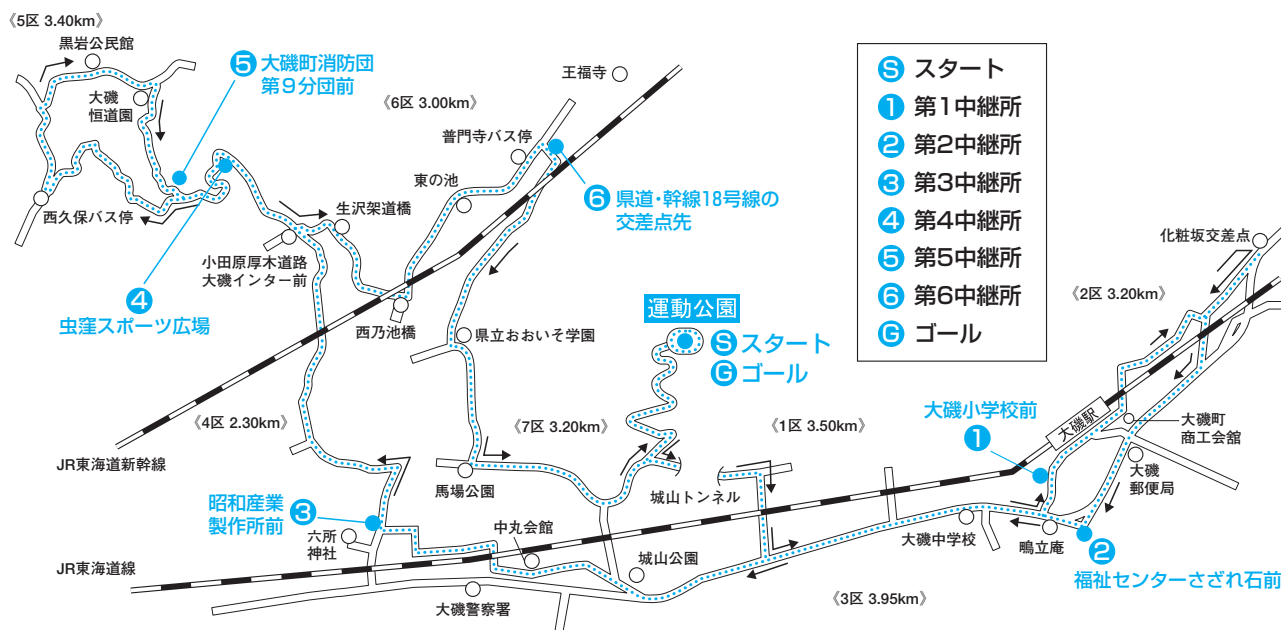 《5区 3.40km》
黒岩公民館
大磯
恒道園
❺ 大磯町消防団
第9分団前
《6区 3.00km》
王福寺
普門寺バス停
東の池
生沢架道橋
西久保バス停
小田原厚木道路
大磯インター前
❹
虫窪スポーツ広場
❻ 県道・幹線18号線の
交差点先
西乃池橋
県立おおいそ学園
運動公園
S スタート
G ゴール
S スタート
❶ 第1中継所
❷ 第2中継所
❸ 第3中継所
❹ 第4中継所
❺ 第5中継所
❻ 第6中継所
G ゴール
化粧坂交差点
《2区 3.20km》
《4区 2.30km》
《7区 3.20km》
《1区 3.50km》
大磯小学校前
❶
大磯駅
大磯町
商工会館
大磯
郵便局
JR東海道新幹線
馬場公園
城山トンネル
昭和産業
製作所前
❸
六所
神社
中丸会館
城山公園
大磯中学校
鴫立庵
❷
福祉センターさざれ石前
JR東海道線
大磯警察署
《3区 3.95km》